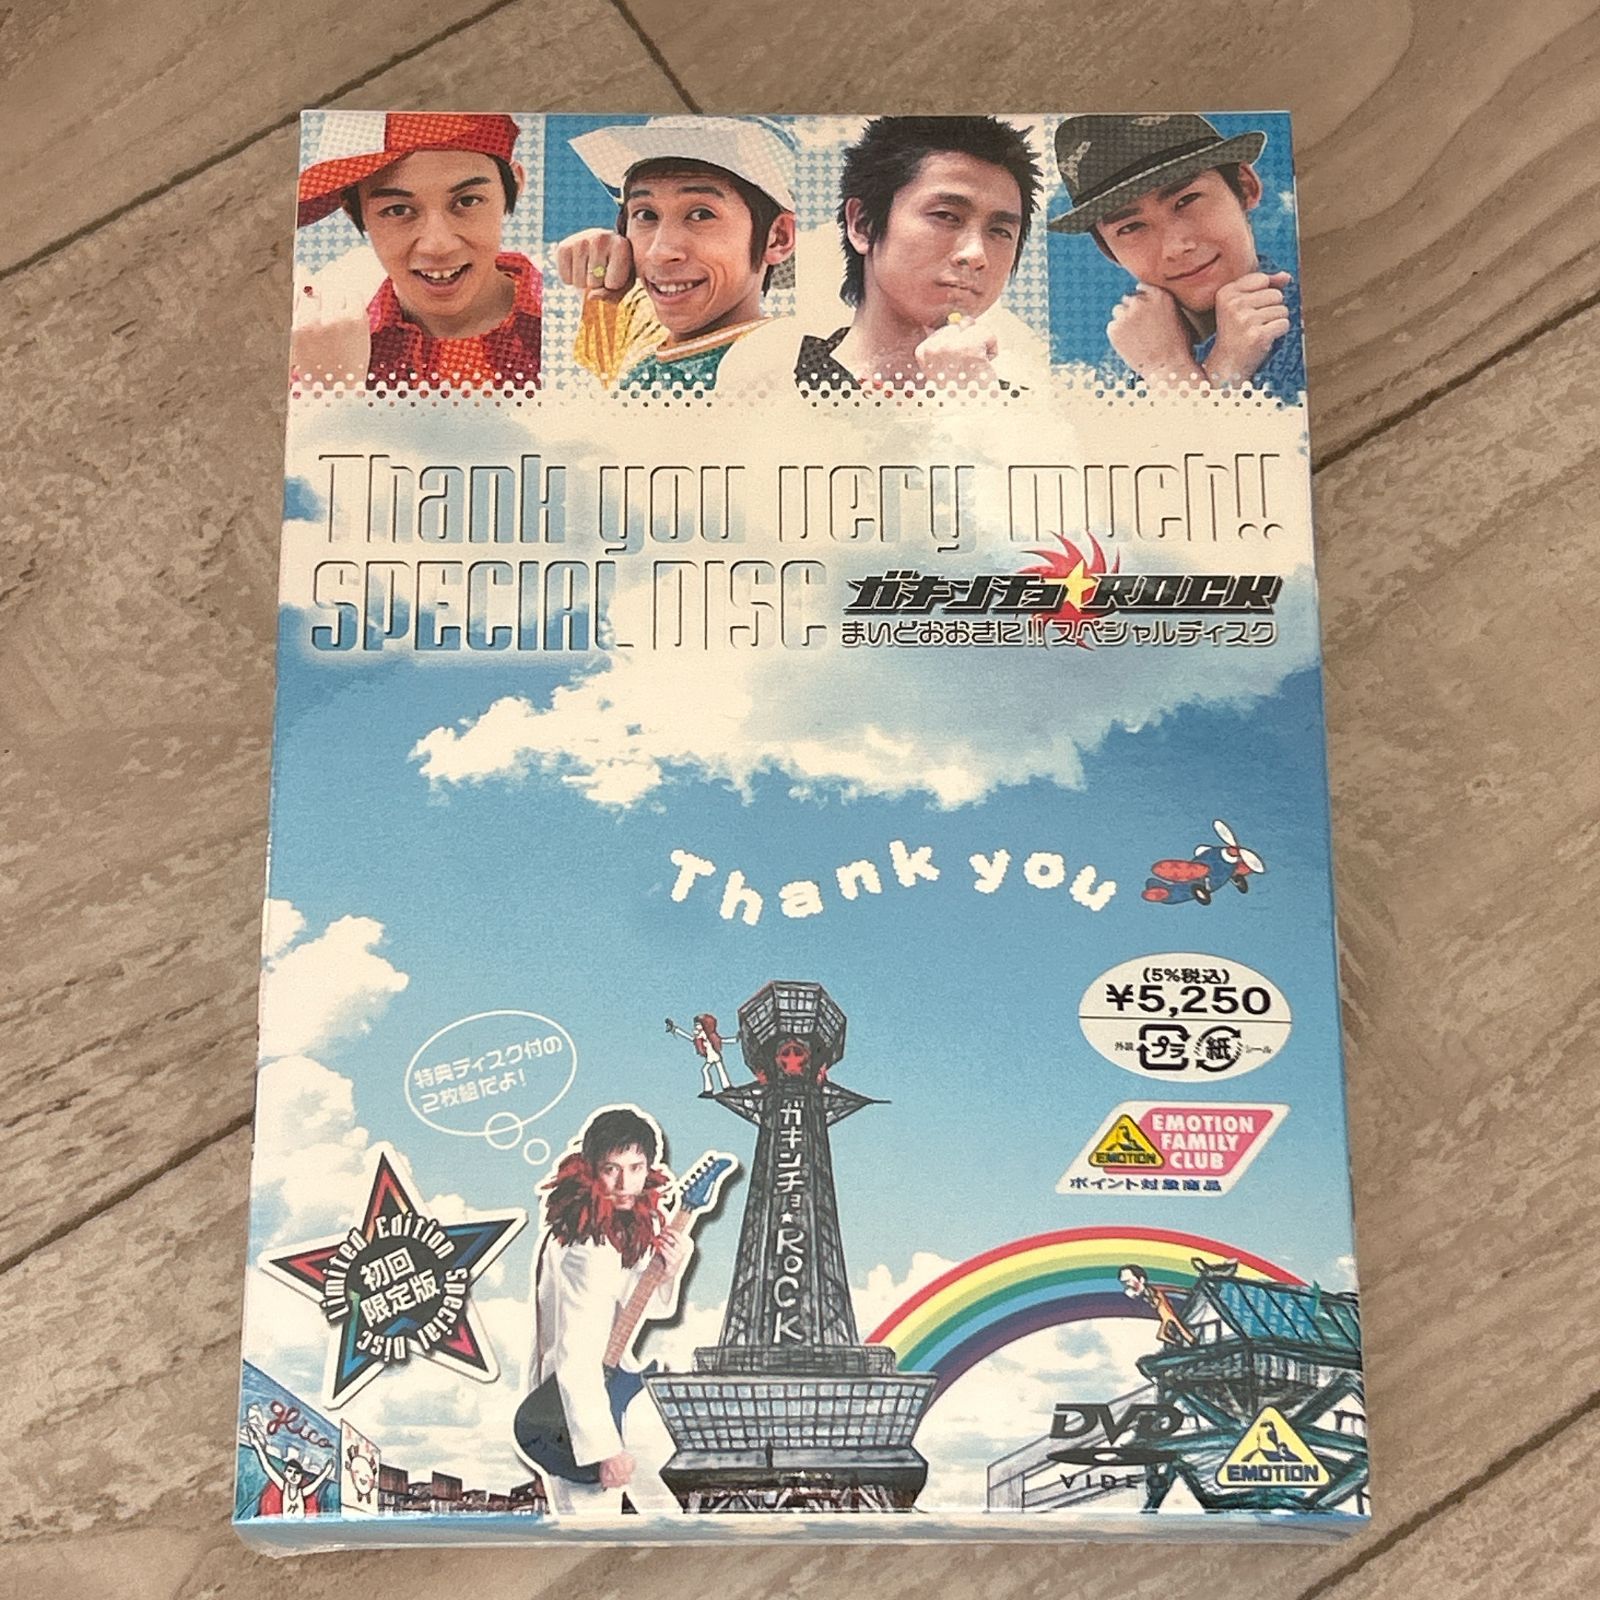 Thank you very much!!
SPECIAL DISC
ガキンチョ★ROCK
まいどおおきに!!スペシャルディスク
Thank you
(5%税込)
¥5,250
外装 プラ 紙 シール
EMOTION
FAMILY
CLUB
EMOTION
ポイント対象商品
特典ディスク付の
2枚組だよ!
Limited Edition
初回
限定版
Special Disc
ガキンチョ★ROCK
glico
DVD
VIDEO
EMOTION